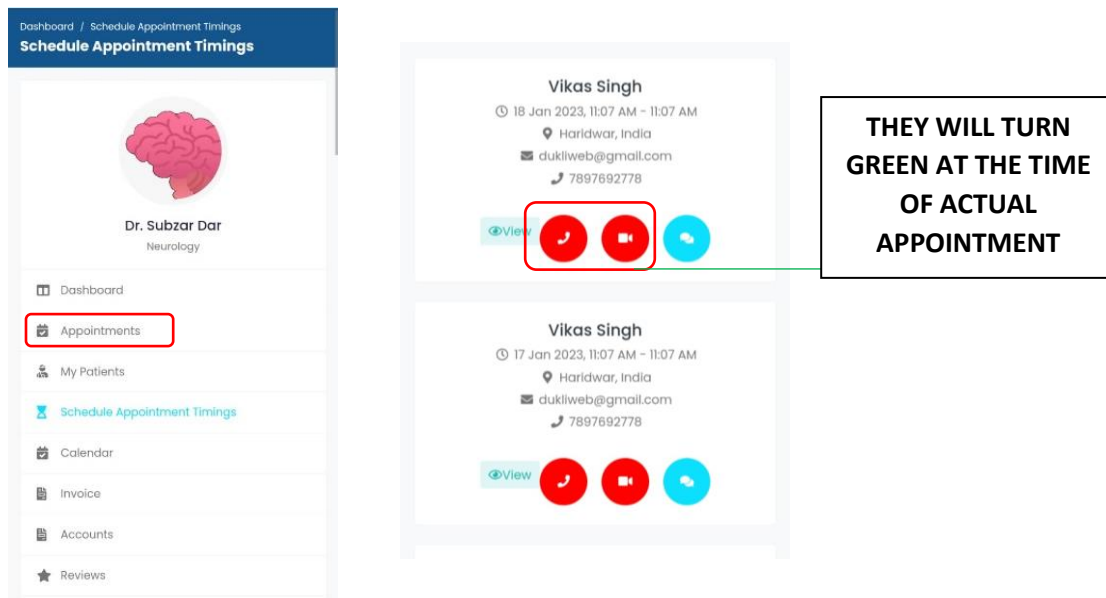 Dashboard / Schedule Appointment Timings
Schedule Appointment Timings
Dr. Subzar Dar
Neurology
Dashboard
Appointments
My Patients
Schedule Appointment Timings
Calendar
Invoice
Accounts
Reviews
Vikas Singh
18 Jan 2023, 11:07 AM - 11:07 AM
Haridwar, India
dukliweb@gmail.com
7897692778
View
Vikas Singh
17 Jan 2023, 11:07 AM - 11:07 AM
Haridwar, India
dukliweb@gmail.com
7897692778
View
THEY WILL TURN
GREEN AT THE TIME
OF ACTUAL
APPOINTMENT